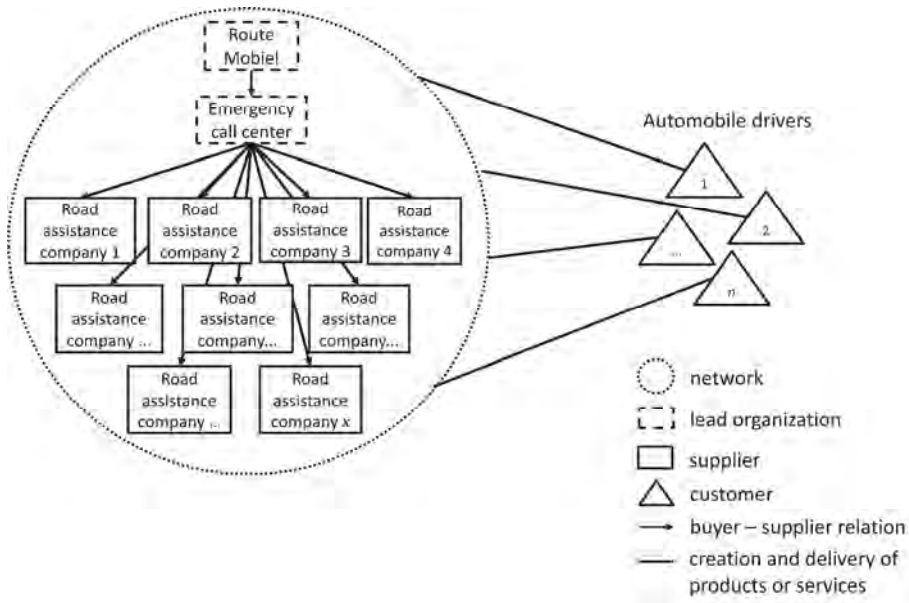 Route
Mobiel
Emergency
call center
Automobile drivers
1
2
...
n
Road
assistance
company 1
Road
assistance
company 2
Road
assistance
company 3
Road
assistance
company 4
Road
assistance
company ...
Road
assistance
company...
Road
assistance
company...
Road
assistance
company ...
Road
assistance
company x
network
lead organization
supplier
customer
buyer – supplier relation
creation and delivery of
products or services